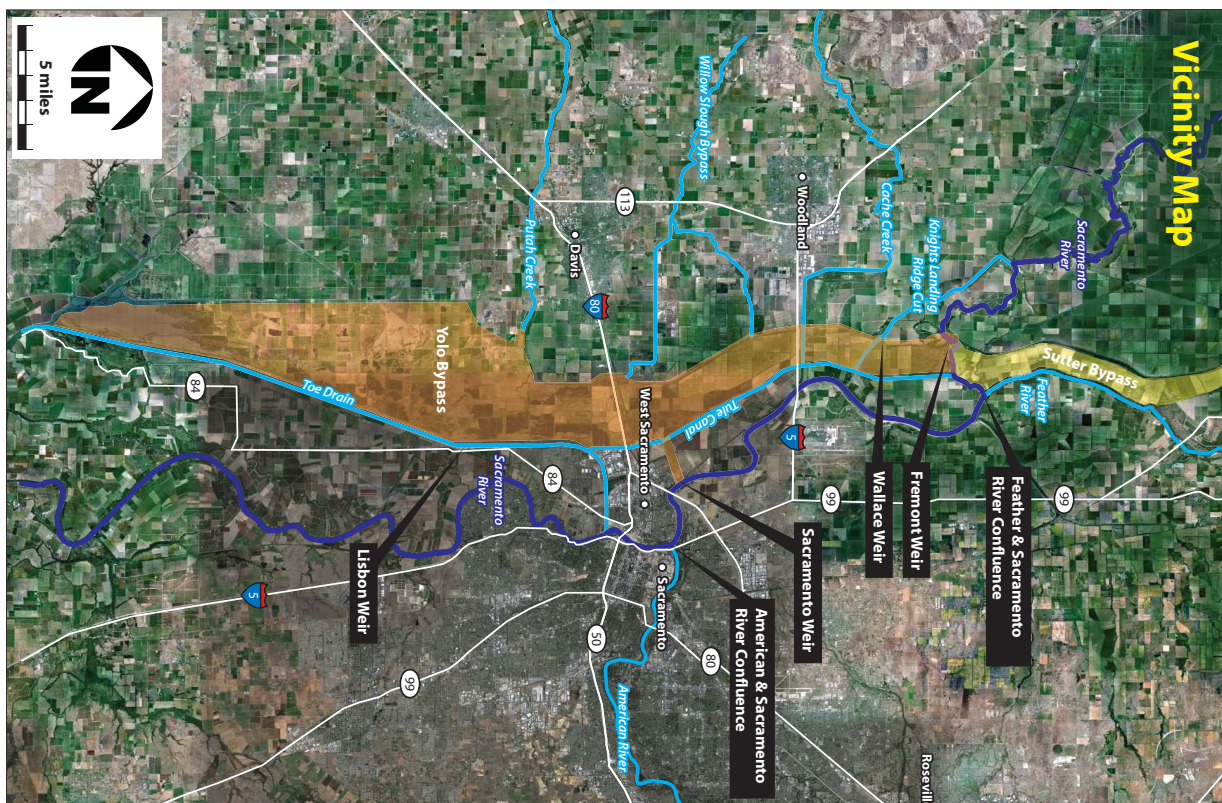 Vicinity Map
Sacramento
River
Sutter Bypass
Feather
River
99
Feather & Sacramento
River Confluence
Knights Landing
Ridge Cut
Fremont Weir
Cache Creek
Wallace Weir
Woodland
5
99
Sacramento Weir
Willow Slough Bypass
Tule Canal
American & Sacramento
River Confluence
113
West Sacramento
Sacramento
80
Davis
80
50
American River
Putah Creek
84
Sacramento
River
Yolo Bypass
Lisbon Weir
99
Toe Drain
5
84
N
5 miles
Rosevill